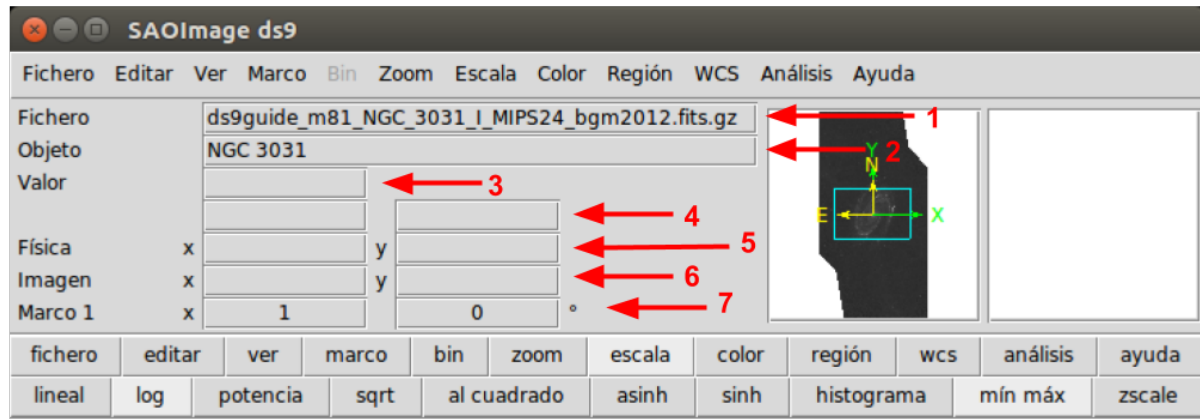 SAOImage ds9
Fichero Editar Ver Marco Bin Zoom Escala Color Región WCS Análisis Ayuda
Fichero ds9guide_m81_NGC_3031_I_MIPS24_bgm2012.fits.gz 1
Objeto NGC 3031 2
Valor 3
4
Física x y 5
Imagen x y 6
Marco 1 x 1 0 ° 7
Y
N
E X
fichero editar ver marco bin zoom escala color región wcs análisis ayuda
lineal log potencia sqrt al cuadrado asinh sinh histograma mín máx zscale